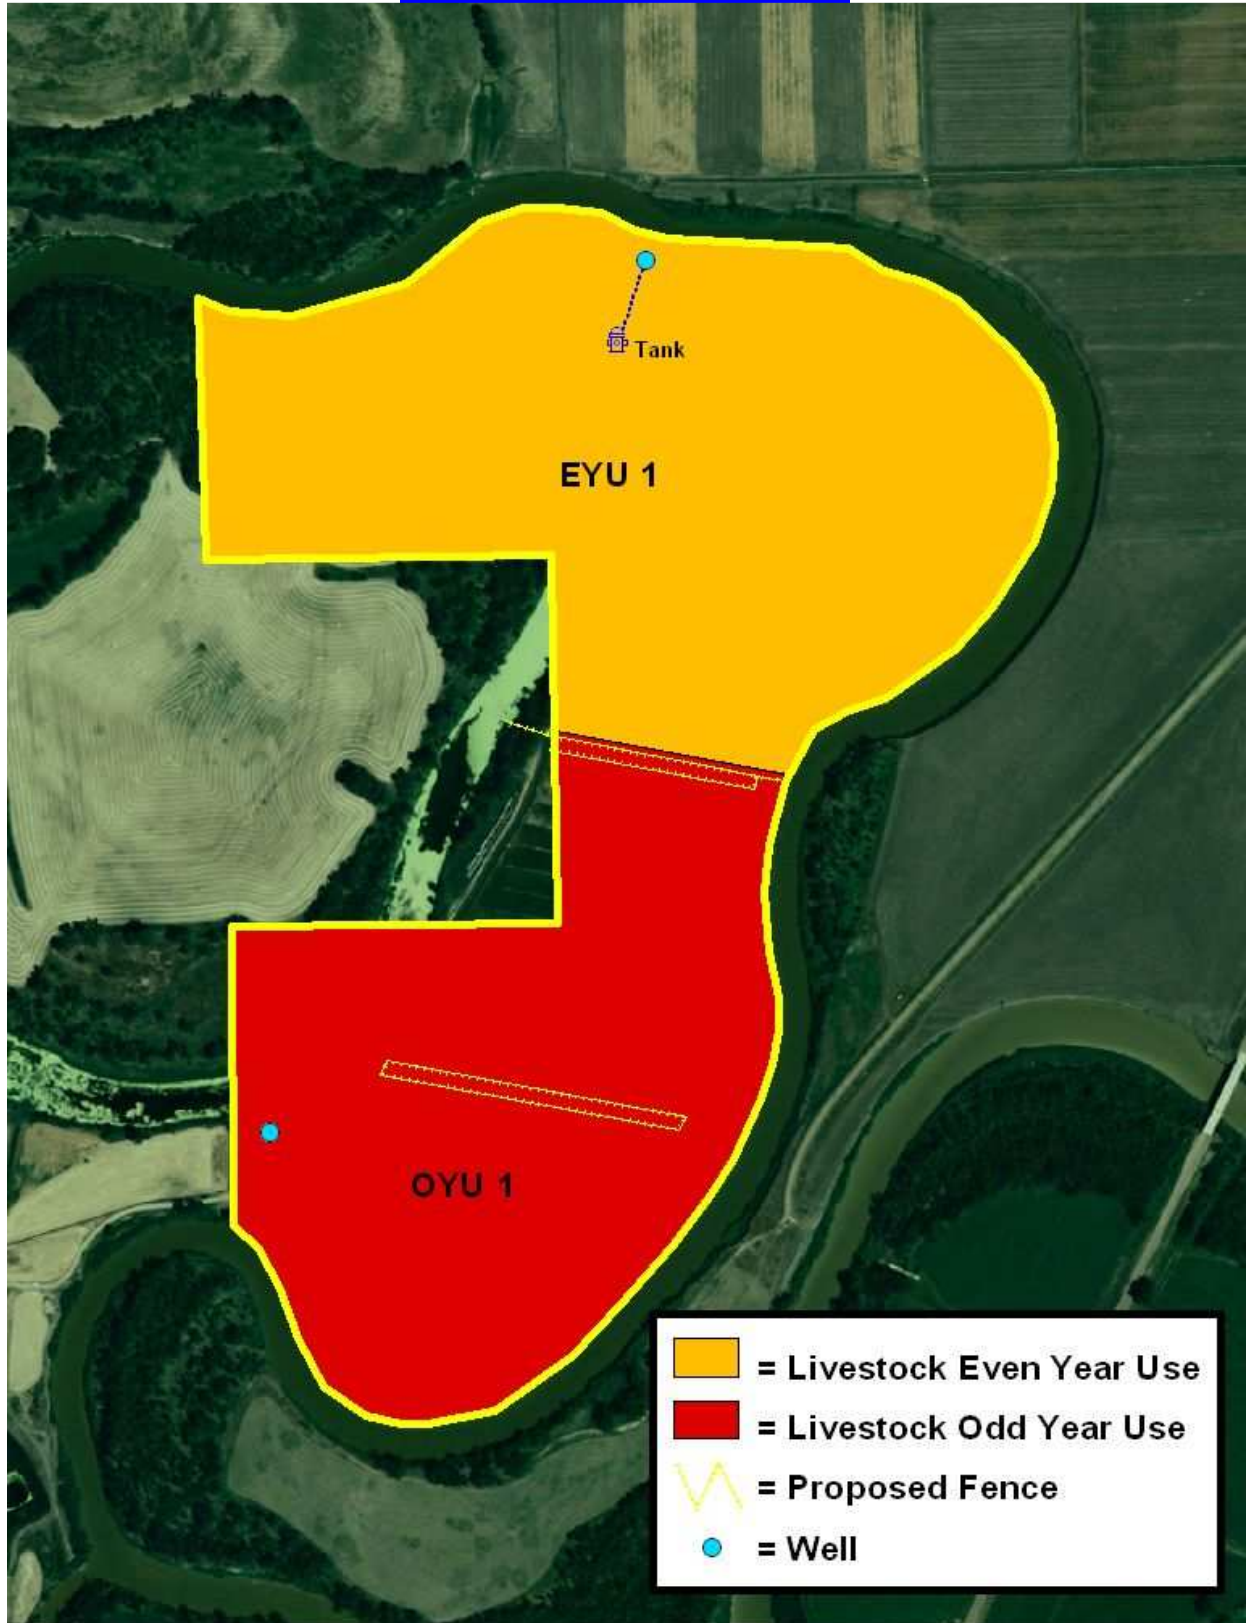 Tank
EYU 1
OYU 1
= Livestock Even Year Use
= Livestock Odd Year Use
= Proposed Fence
= Well